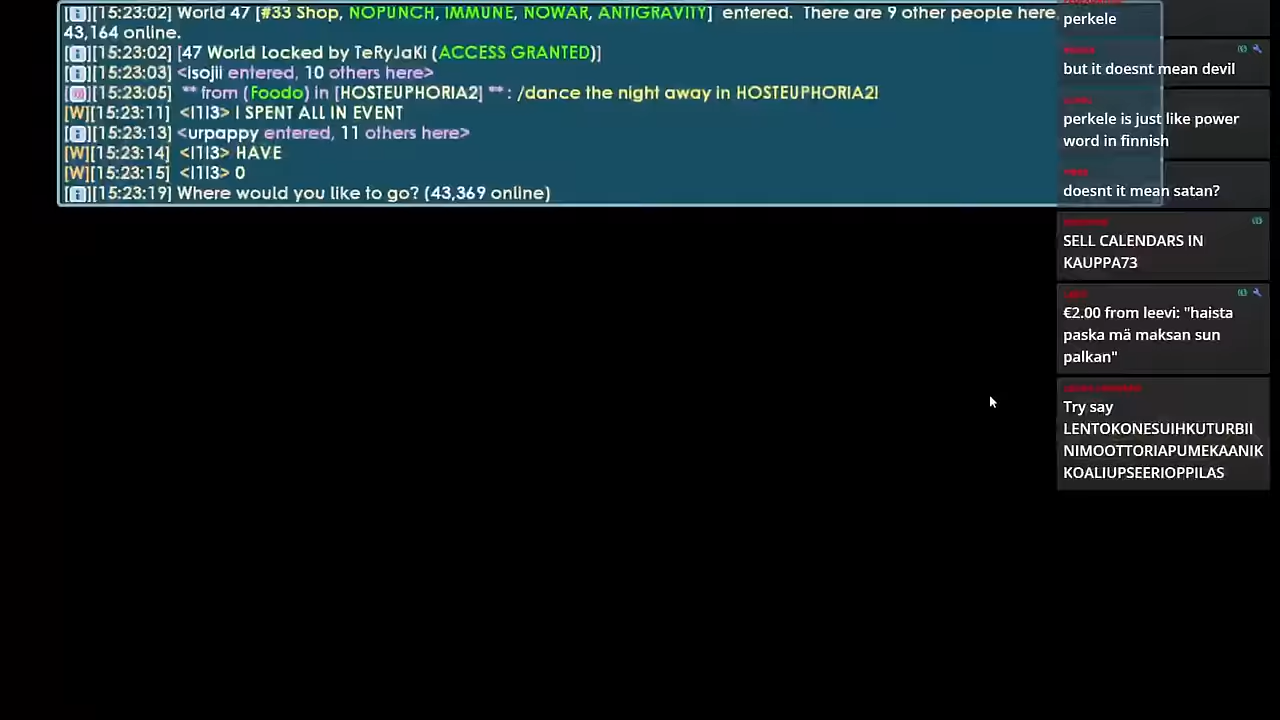 [i][15:23:02] World 47 [#33 Shop, NOPUNCH, IMMUNE, NOWAR, ANTIGRAVITY]  entered.  There are 9 other people here,
43,164 online.
[i][15:23:02] [47 World Locked by TeRyJaKi (ACCESS GRANTED)]
[i][15:23:03] <isojii entered, 10 others here>
[15:23:05]  ** from (Foodo) in [HOSTEUPHORIA2] ** : /dance the night away in HOSTEUPHORIA2!
[W][15:23:11]  <l1l3> I SPENT ALL IN EVENT
[i][15:23:13] <urpappy entered, 11 others here>
[W][15:23:14]  <l1l3> HAVE
[W][15:23:15]  <l1l3> 0
[i][15:23:19] Where would you like to go? (43,369 online)
perkele
but it doesnt mean devil
perkele is just like power
word in finnish
doesnt it mean satan?
SELL CALENDARS IN
KAUPPA73
€2.00 from leevi: "haista
paska mä maksan sun
palkan"
Try say
LENTOKONESUIHKUTURBII
NIMOOTTORIAPUMEKAANIK
KOALIUPSEERIOPPILAS